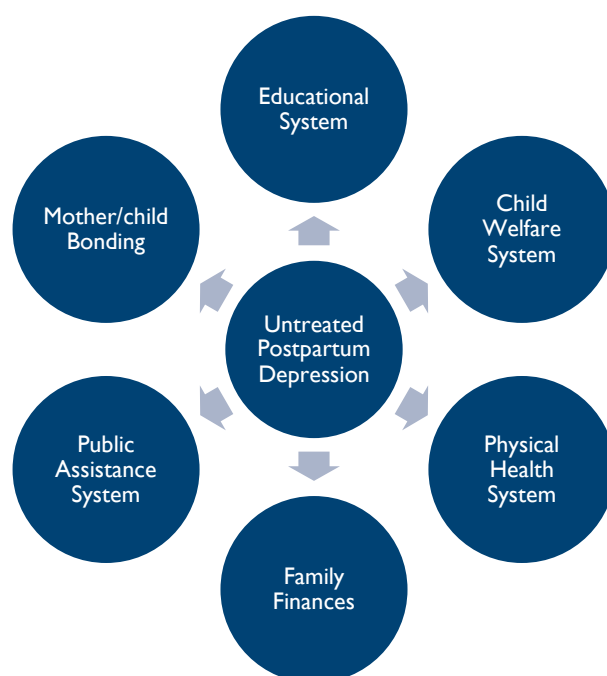 Educational
System
Mother/child
Bonding
Child
Welfare
System
Untreated
Postpartum
Depression
Public
Assistance
System
Physical
Health
System
Family
Finances